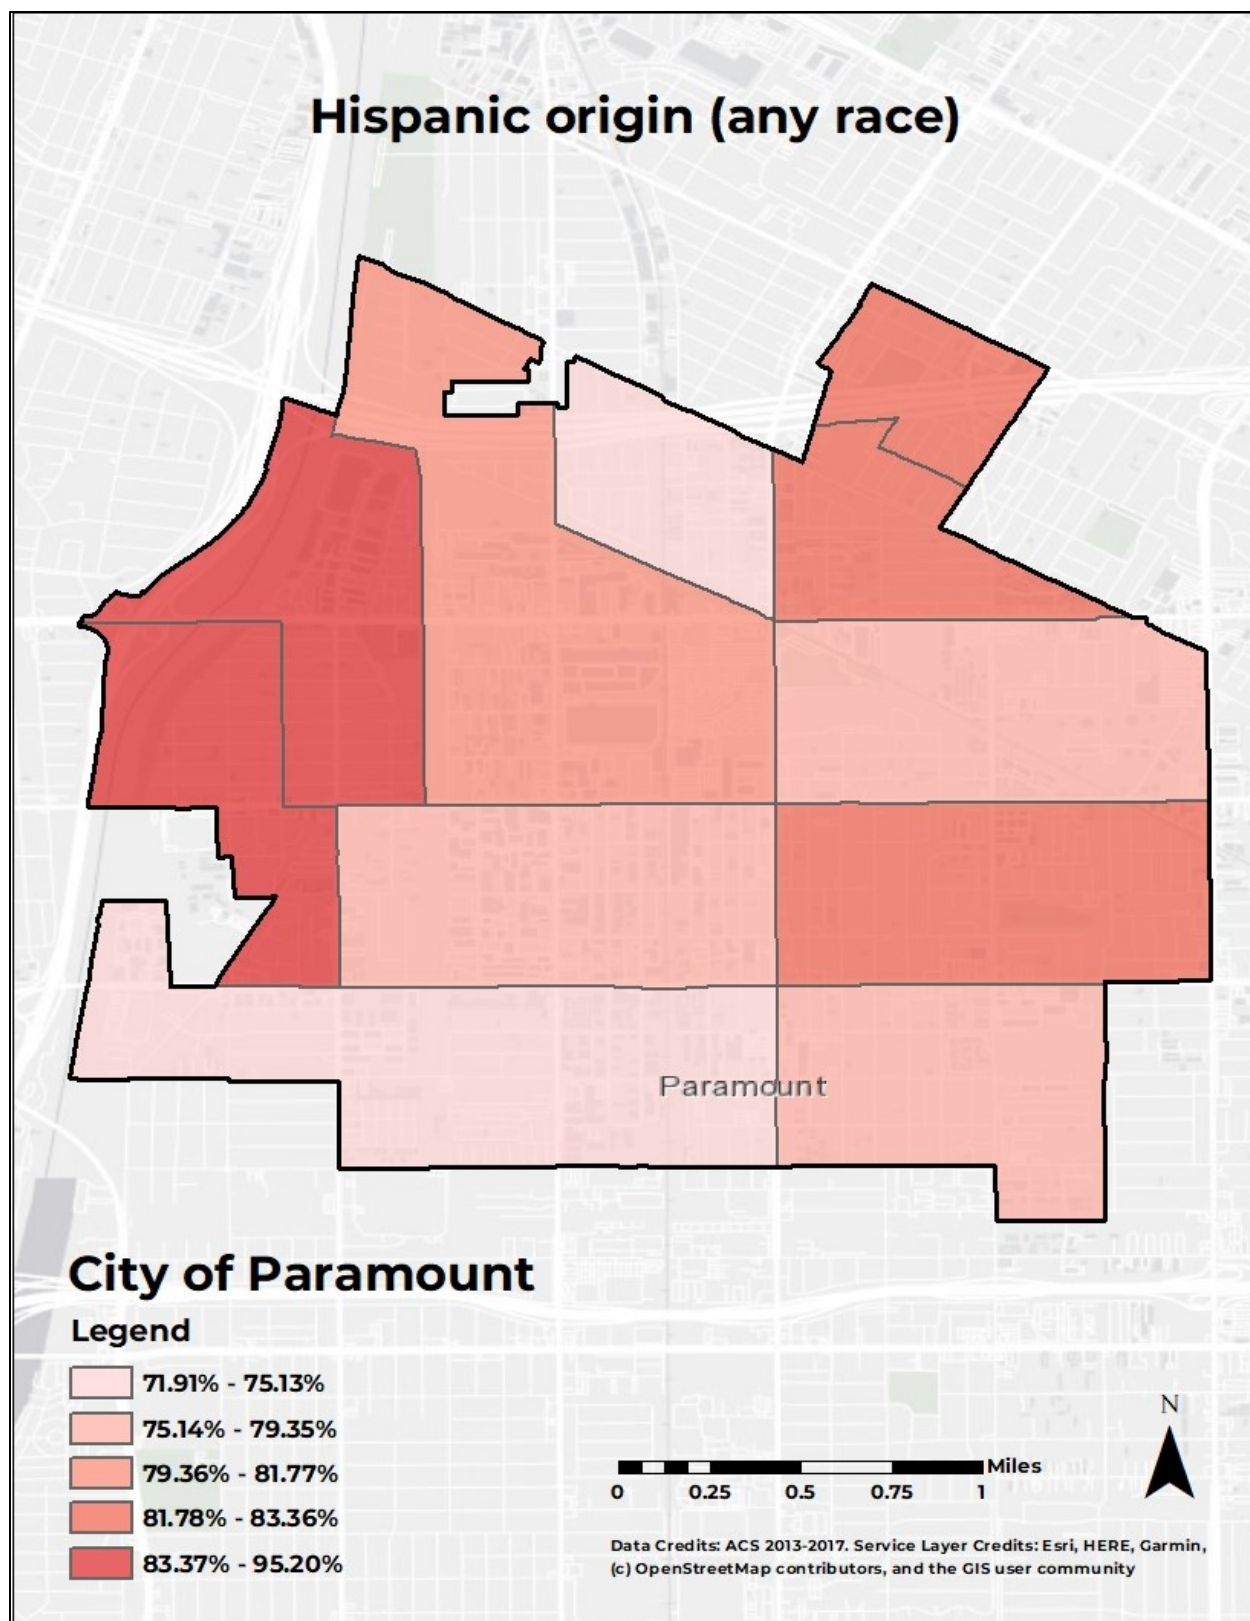 Hispanic origin (any race)
Paramount
City of Paramount
Legend
71.91% - 75.13%
75.14% - 79.35%
79.36% - 81.77%
81.78% - 83.36%
83.37% - 95.20%
N
Miles
0 0.25 0.5 0.75 1
Data Credits: ACS 2013-2017. Service Layer Credits: Esri, HERE, Garmin,
(c) OpenStreetMap contributors, and the GIS user community